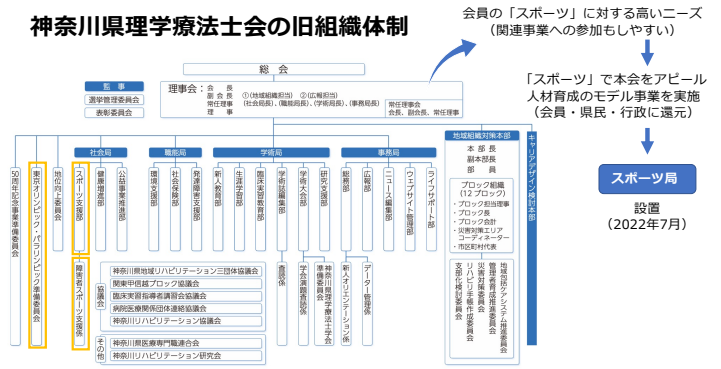 神奈川県理学療法士会の旧組織体制
会員の「スポーツ」に対する高いニーズ
（関連事業への参加もしやすい）
「スポーツ」で本会をアピール
人材育成のモデル事業を実施
（会員・県民・行政に還元）
スポーツ局
設置
（2022年7月）
総　会
監　事
選挙管理委員会
表彰委員会
理事会：会　長
副 会 長　①(地域組織担当)　②(広報担当)
常任理事　(社会局長)、(職能局長)、(学術局長)、(事務局長)
理　事
常任理事会
会長、副会長、常任理事
50周年記念事業準備委員会
東京オリンピック・パラリンピック準備委員会
地位向上委員会
社会局
スポーツ支援部
健康増進部
公益事業推進部
障害者スポーツ支援係
職能局
環境支援部
社会保険部
発達障害支援部
学術局
新人教育部
生涯学習部
臨床実習教育部
学術誌編集部
学術大会部
研究支援部
査読係
学会演題査読係
神奈川県理学療法士学会
準備委員会
事務局
総務部
広報部
ニュース編集部
ウェブサイト管理部
ライフサポート部
新人オリエンテーション係
データー管理係
協議会
神奈川県地域リハビリテーション三団体協議会
関東甲信越ブロック協議会
臨床実習指導者講習会協議会
病院医療関係団体連絡協議会
神奈川リハビリテーション協議会
その他
神奈川県医療専門職連合会
神奈川リハビリテーション研究会
地域組織対策本部
本 部 長
副本部長
部　員
ブロック組織
（12ブロック）
・ブロック担当理事
・ブロック長
・ブロック会計
・災害対策エリア
コーディネーター
・市区町村代表
地域包括ケアシステム推進委員会
管理者育成推進委員会
災害対策委員会
リハビリ手帳作成委員会
支部化検討委員会
キャリアデザイン検討本部